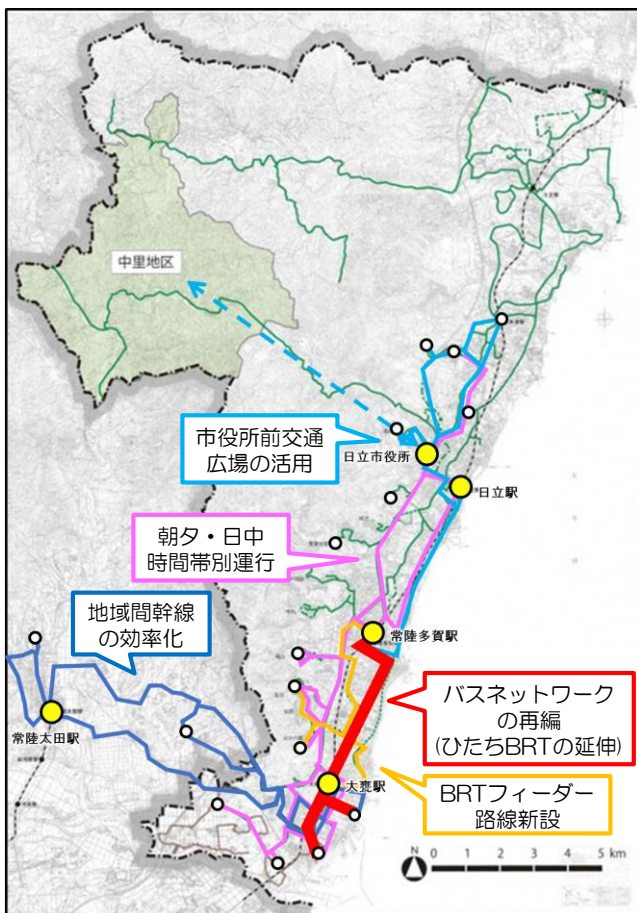 中里地区
市役所前交通
広場の活用
日立市役所
日立駅
朝夕・日中
時間帯別運行
地域間幹線
の効率化
常陸多賀駅
常陸太田駅
バスネットワーク
の再編
(ひたちBRTの延伸)
大甕駅
BRTフィーダー
路線新設
N
0 1 2 3 4 5 km